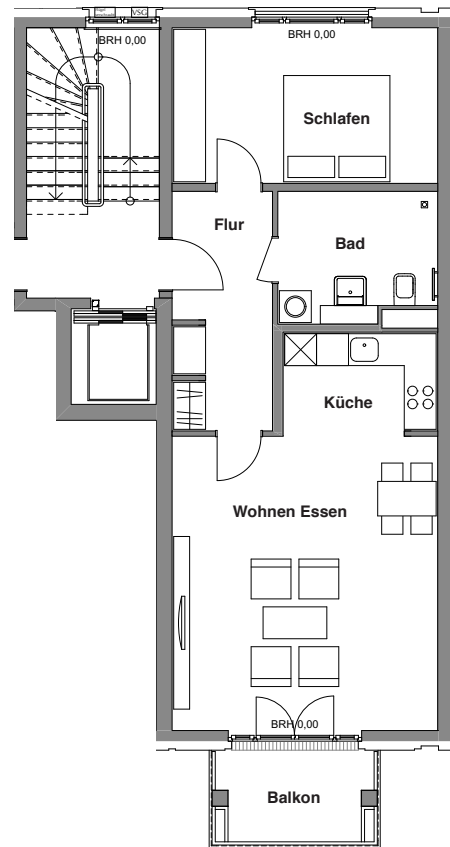 VSG
BRH 0,00
BRH 0,00
Schlafen
Flur
Bad
Küche
Wohnen Essen
BRH 0,00
Balkon